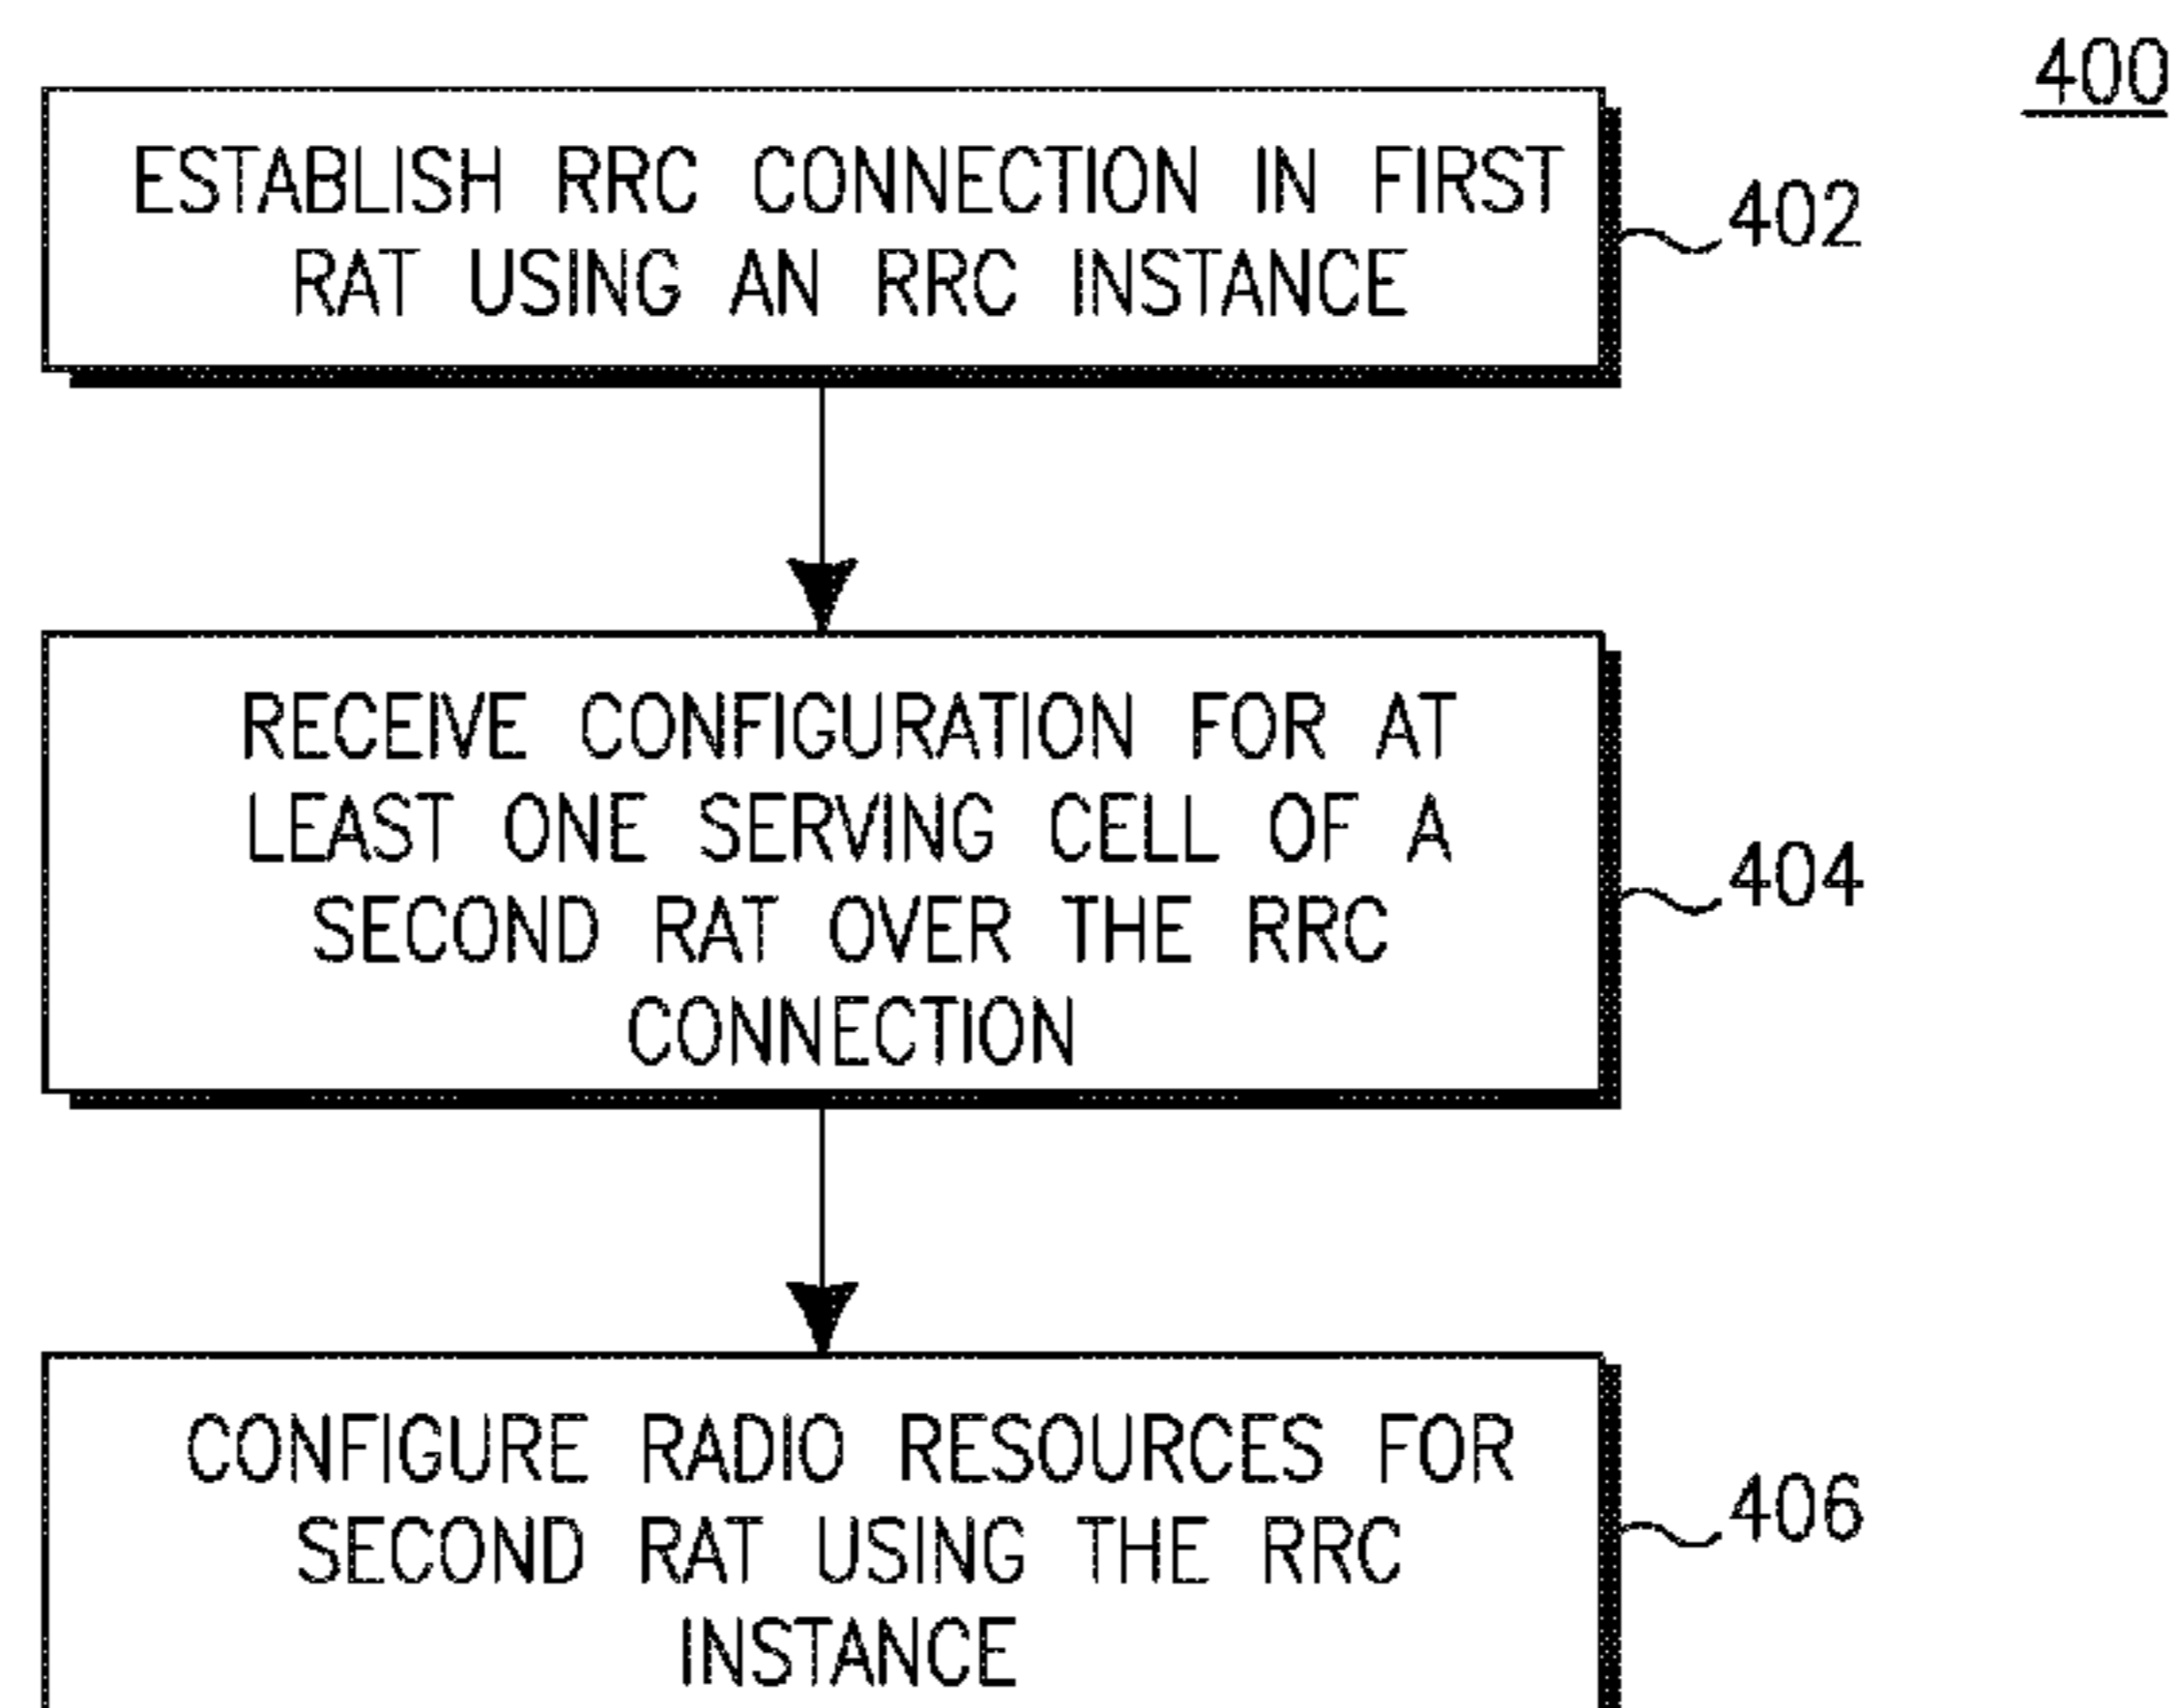 400
ESTABLISH RRC CONNECTION IN FIRST
RAT USING AN RRC INSTANCE
402
RECEIVE CONFIGURATION FOR AT
LEAST ONE SERVING CELL OF A
SECOND RAT OVER THE RRC
CONNECTION
404
CONFIGURE RADIO RESOURCES FOR
SECOND RAT USING THE RRC
INSTANCE
406